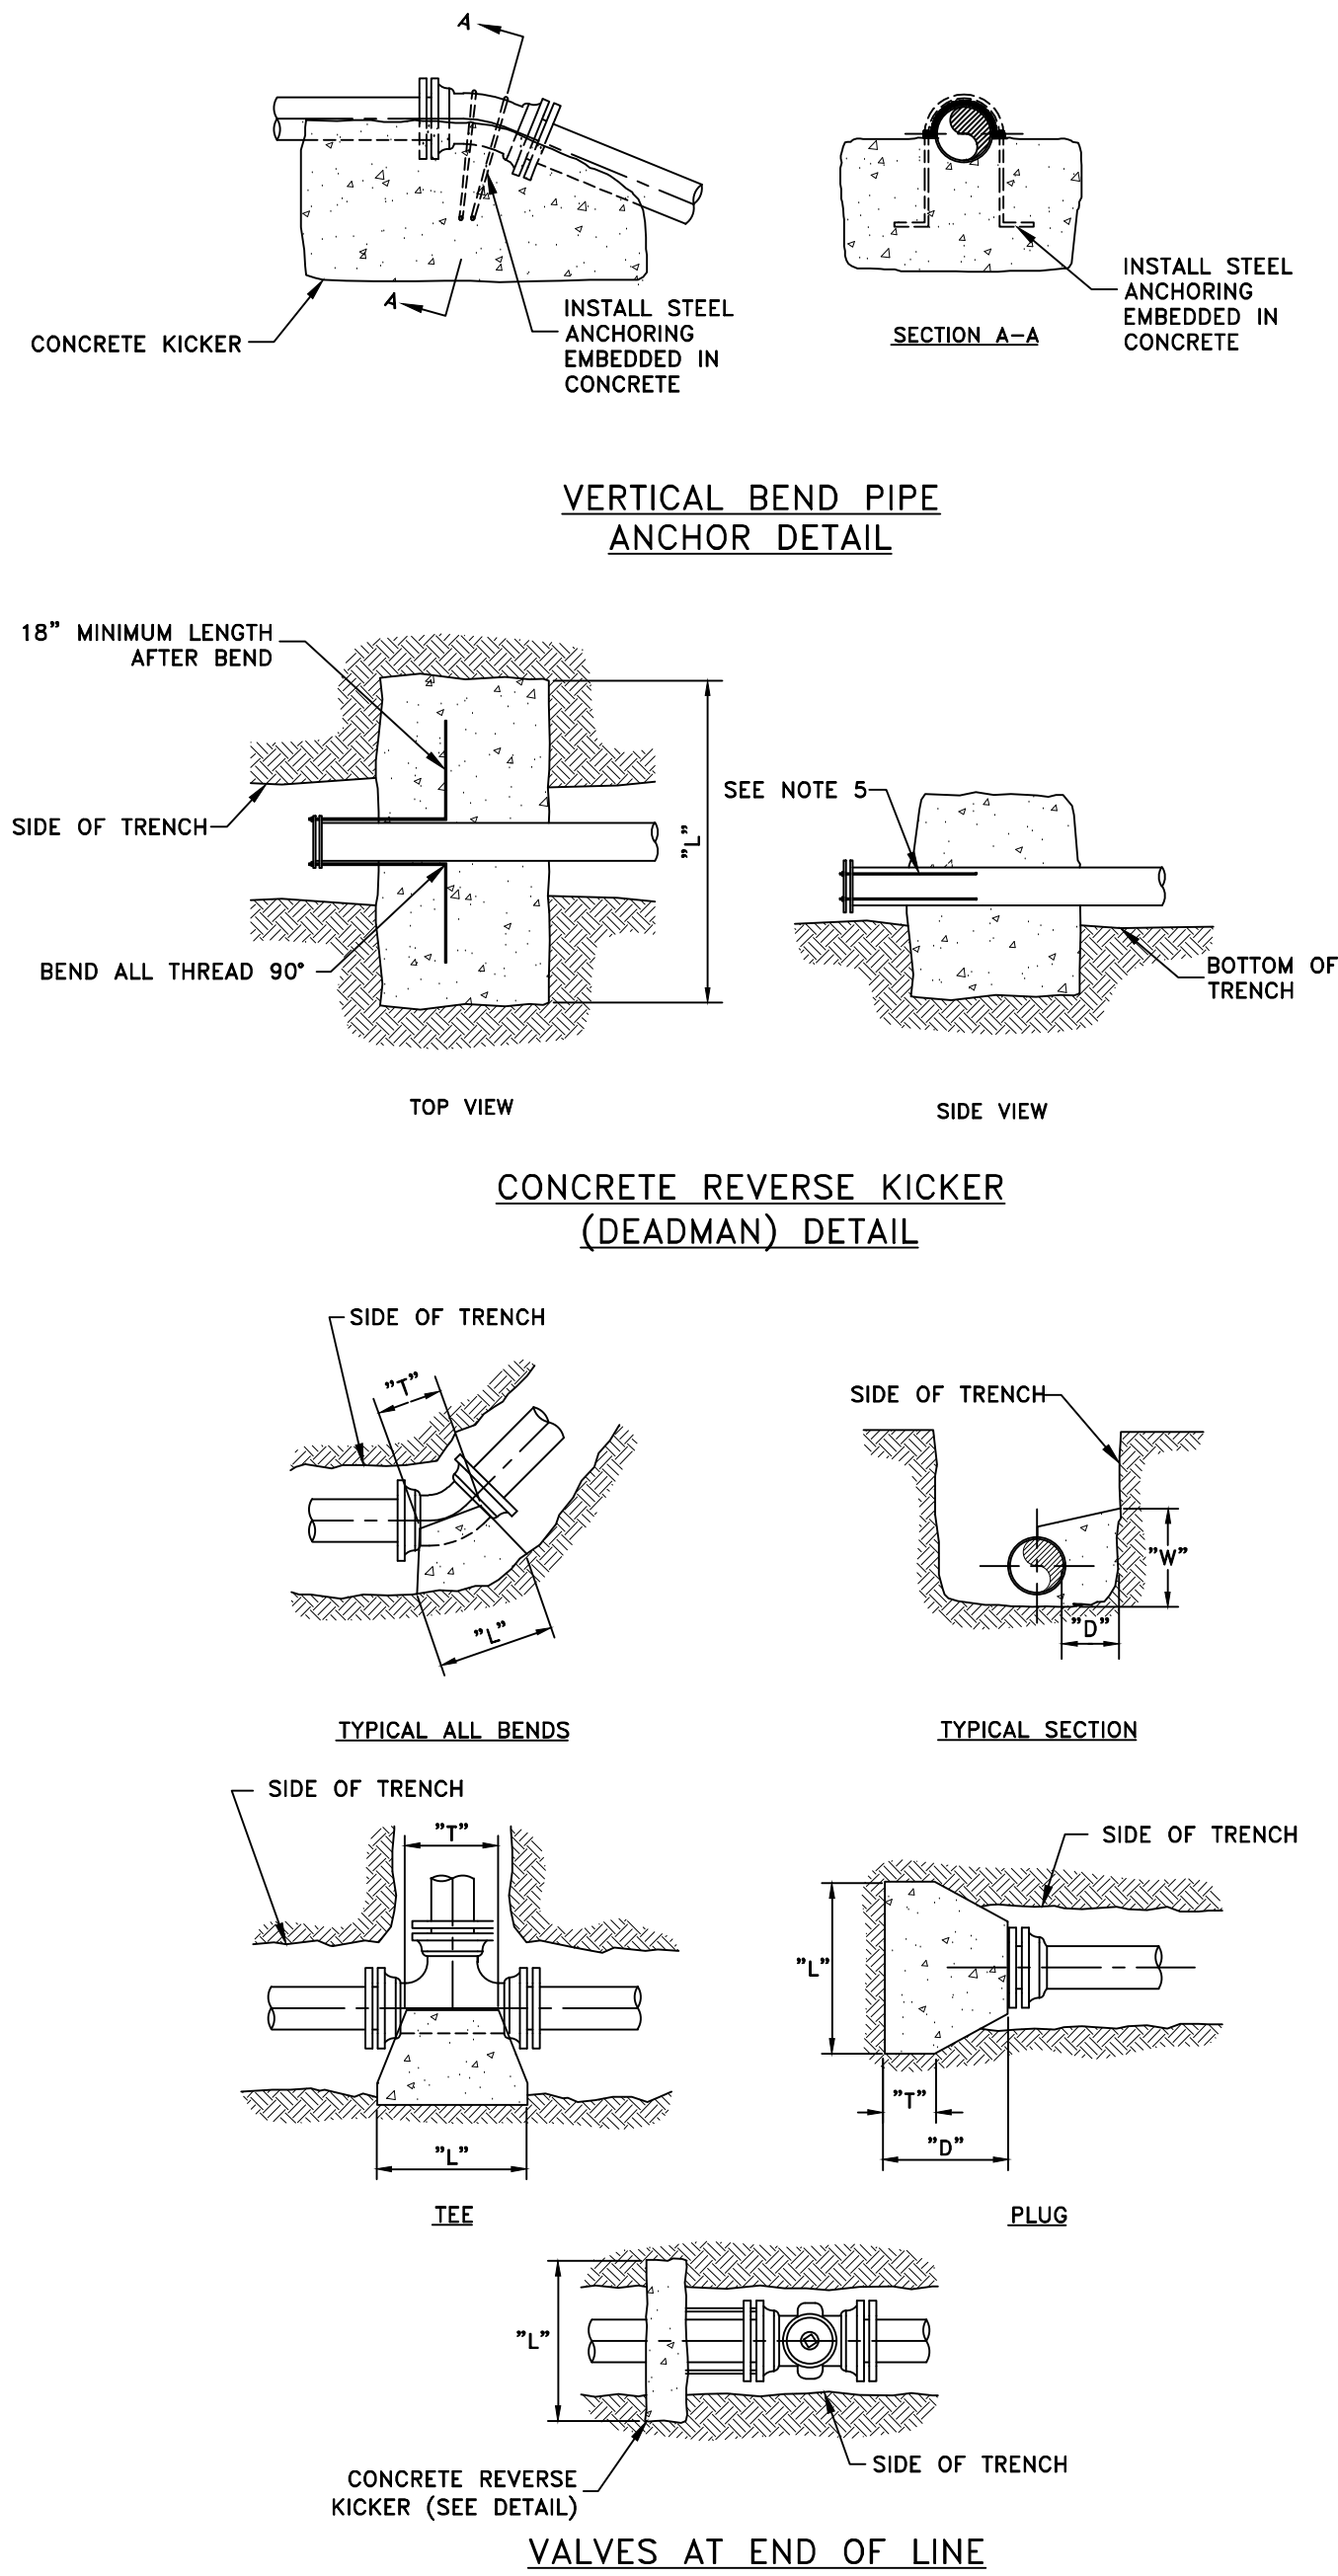 A
A
CONCRETE KICKER
INSTALL STEEL
ANCHORING
EMBEDDED IN
CONCRETE
SECTION A-A
INSTALL STEEL
ANCHORING
EMBEDDED IN
CONCRETE
VERTICAL BEND PIPE
ANCHOR DETAIL
18" MINIMUM LENGTH
AFTER BEND
SIDE OF TRENCH
BEND ALL THREAD 90°
"L"
TOP VIEW
SEE NOTE 5
BOTTOM OF
TRENCH
SIDE VIEW
CONCRETE REVERSE KICKER
(DEADMAN) DETAIL
SIDE OF TRENCH
"T"
"L"
TYPICAL ALL BENDS
SIDE OF TRENCH
"W"
"D"
TYPICAL SECTION
SIDE OF TRENCH
"T"
"L"
TEE
SIDE OF TRENCH
"L"
"T"
"D"
PLUG
"L"
CONCRETE REVERSE
KICKER (SEE DETAIL)
SIDE OF TRENCH
VALVES AT END OF LINE